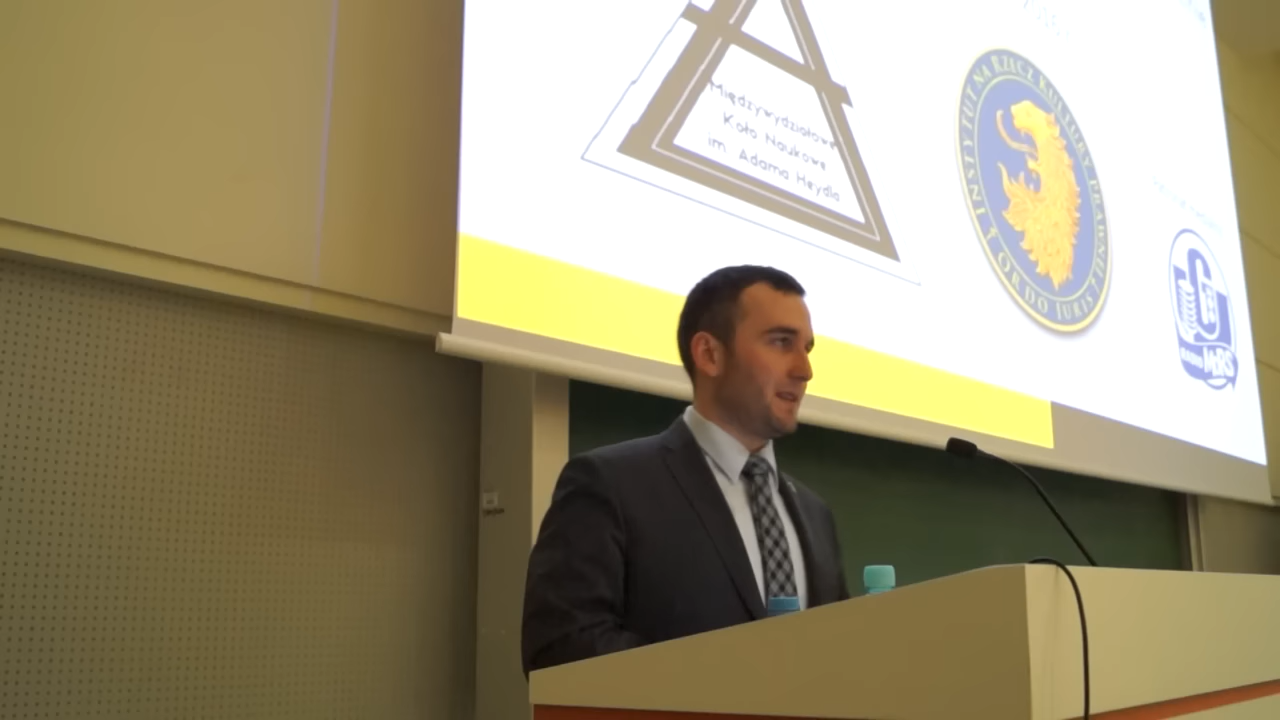 Międzywydziałowe
Koło Naukowe
im. Adama Heydla
INSTYTUT NA RZECZ KULTURY PRAWNEJ
ORDO IURIS